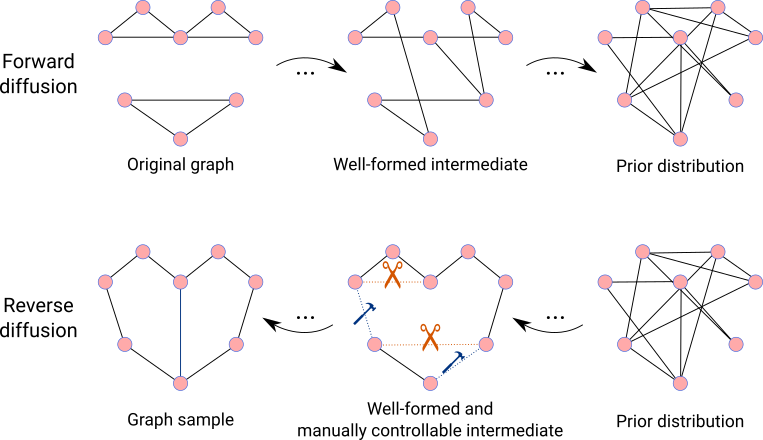 Forward
diffusion
...
...
Original graph
Well-formed intermediate
Prior distribution
Reverse
diffusion
...
...
Graph sample
Well-formed and
manually controllable intermediate
Prior distribution